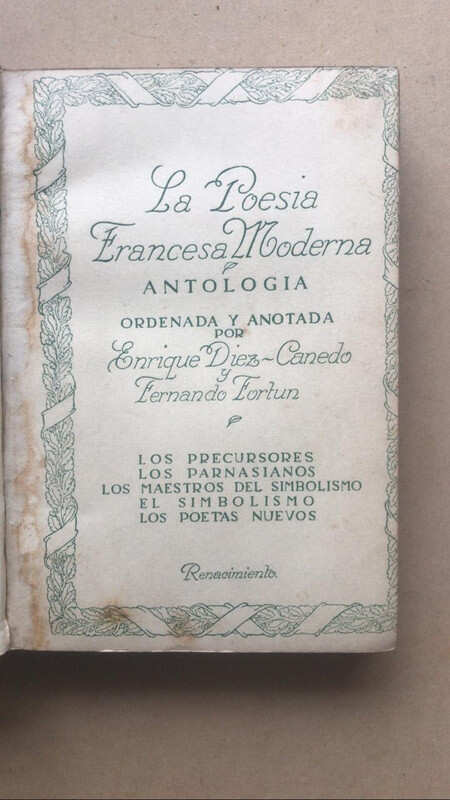 La Poesia
Francesa Moderna
ANTOLOGIA
ORDENADA Y ANOTADA
POR
Enrique Diez-Canedo
y
Fernando Fortun
LOS PRECURSORES
LOS PARNASIANOS
LOS MAESTROS DEL SIMBOLISMO
EL SIMBOLISMO
LOS POETAS NUEVOS
Renacimiento.